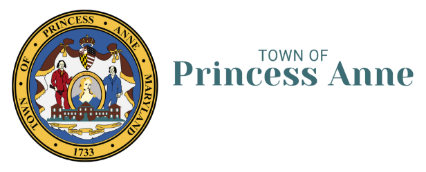 TOWN OF PRINCESS ANNE MARYLAND
1733
TOWN OF
Princess Anne